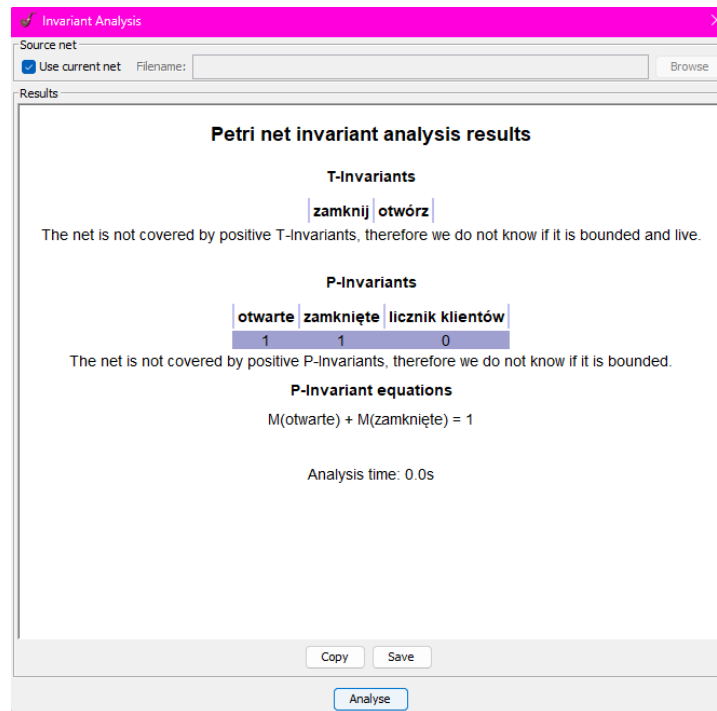 Invariant Analysis
Source net
Use current net Filename: Browse
Results
Petri net invariant analysis results
T-Invariants
zamknij otwórz
The net is not covered by positive T-Invariants, therefore we do not know if it is bounded and live.
P-Invariants
otwarte zamknięte licznik klientów
1 1 0
The net is not covered by positive P-Invariants, therefore we do not know if it is bounded.
P-Invariant equations
M(otwarte) + M(zamknięte) = 1
Analysis time: 0.0s
Copy Save
Analyse